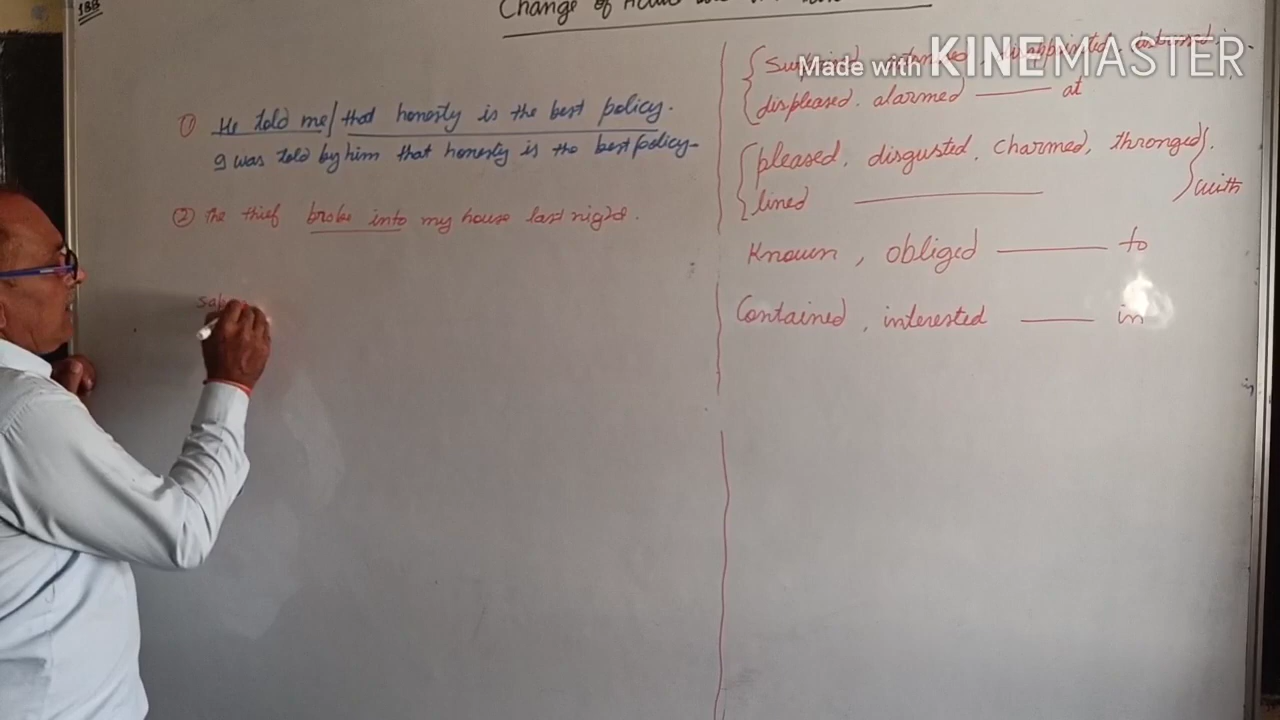 188
Change of
① He told me/that honesty is the best policy.
I was told by him that honesty is the best policy-
② The thief broke into my house last night.
displeased, alarmed —— at
pleased, disgusted, charmed, thronged
lined —— with
Known, obliged —— to
Contained, interested —— in
Made with KINEMASTER